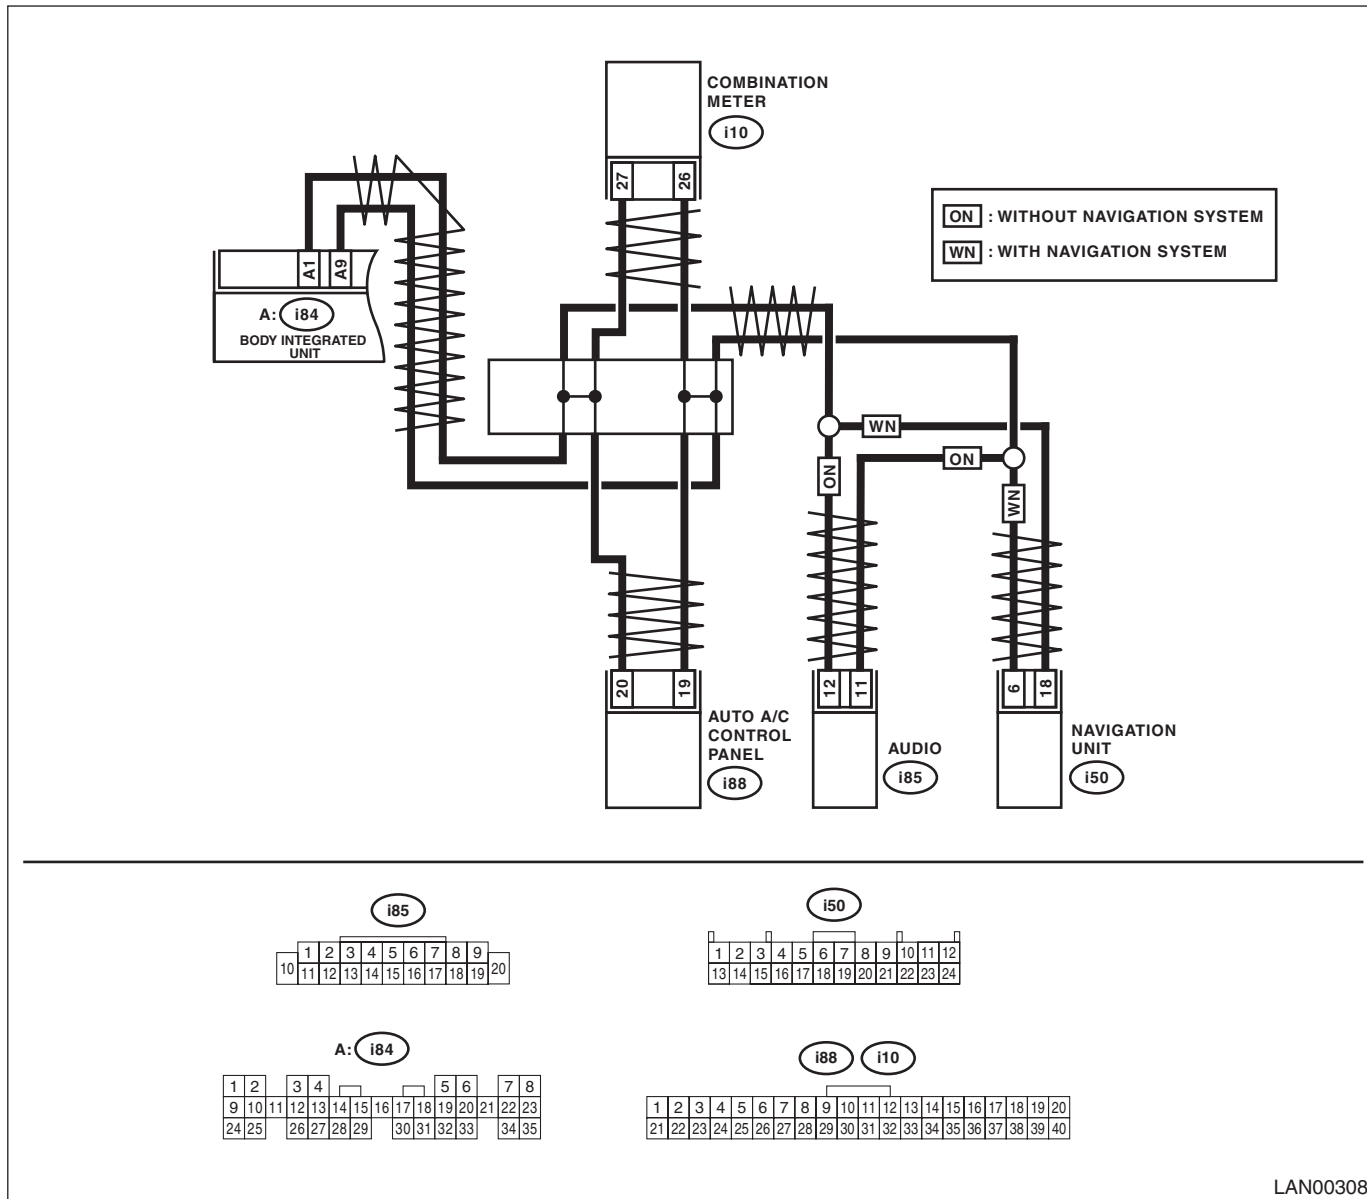 COMBINATION
METER
i10
27
26
ON : WITHOUT NAVIGATION SYSTEM
WN : WITH NAVIGATION SYSTEM
A1
A9
A: i84
BODY INTEGRATED
UNIT
WN
ON
ON
WN
20
19
12
11
6
18
AUTO A/C
CONTROL
PANEL
i88
AUDIO
i85
NAVIGATION
UNIT
i50
i85
1 2 3 4 5 6 7 8 9
10 11 12 13 14 15 16 17 18 19 20
i50
1 2 3 4 5 6 7 8 9 10 11 12
13 14 15 16 17 18 19 20 21 22 23 24
A: i84
1 2 3 4 5 6 7 8
9 10 11 12 13 14 15 16 17 18 19 20 21 22 23
24 25 26 27 28 29 30 31 32 33 34 35
i88 i10
1 2 3 4 5 6 7 8 9 10 11 12 13 14 15 16 17 18 19 20
21 22 23 24 25 26 27 28 29 30 31 32 33 34 35 36 37 38 39 40
LAN00308